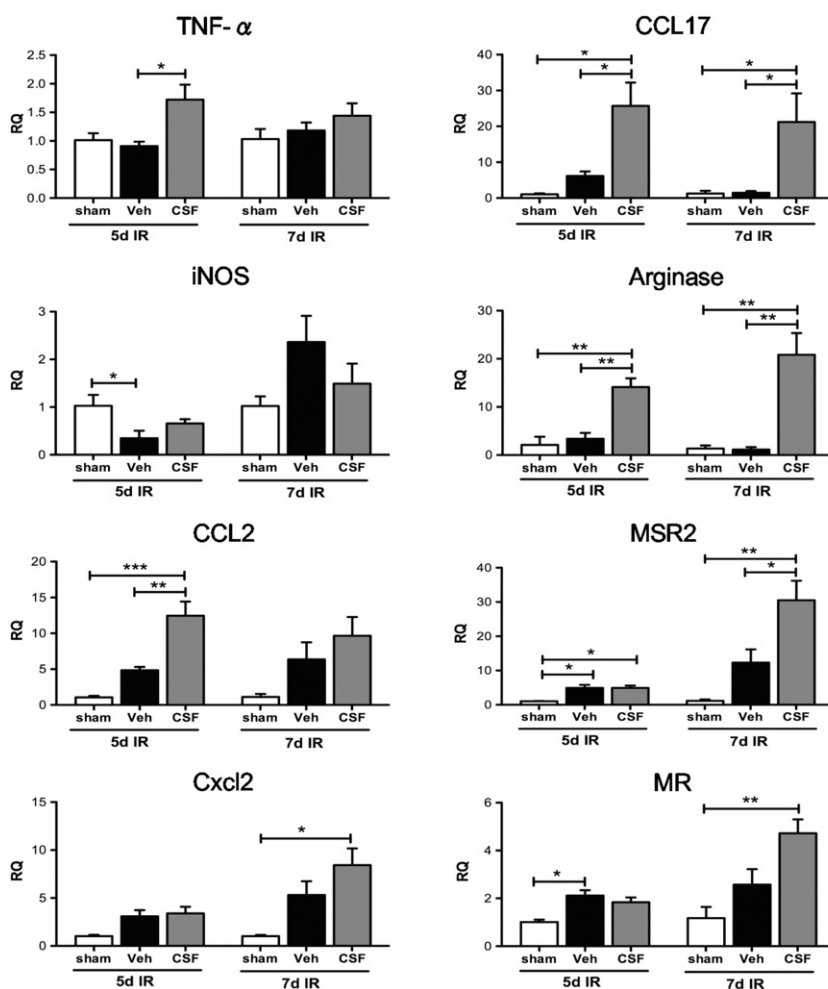 TNF- α
RQ
2.5
2.0
1.5
1.0
0.5
0.0
*
sham Veh CSF sham Veh CSF
5d IR 7d IR
CCL17
RQ
40
30
20
10
0
*
*
*
*
sham Veh CSF sham Veh CSF
5d IR 7d IR
iNOS
RQ
3
2
1
0
*
sham Veh CSF sham Veh CSF
5d IR 7d IR
Arginase
RQ
30
20
10
0
**
**
**
**
sham Veh CSF sham Veh CSF
5d IR 7d IR
CCL2
RQ
20
15
10
5
0
***
**
sham Veh CSF sham Veh CSF
5d IR 7d IR
MSR2
RQ
40
30
20
10
0
*
*
**
*
sham Veh CSF sham Veh CSF
5d IR 7d IR
Cxcl2
RQ
15
10
5
0
*
sham Veh CSF sham Veh CSF
5d IR 7d IR
MR
RQ
6
4
2
0
*
**
sham Veh CSF sham Veh CSF
5d IR 7d IR